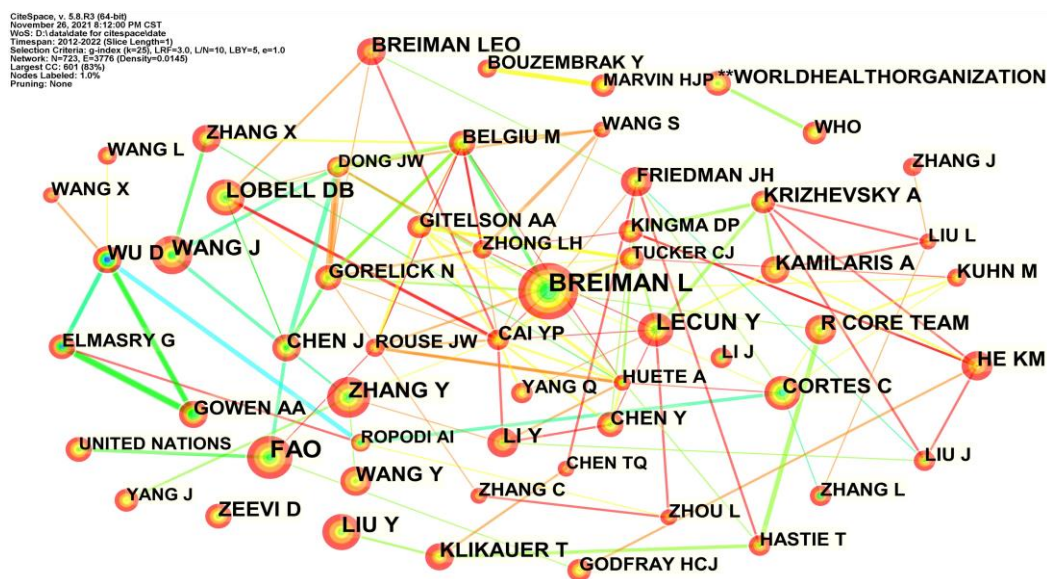 CiteSpace, v. 5.8.R3 (64-bit)
November 26, 2021 8:12:00 PM CST
WoS: D:\data\date for citespace\date
Timespan: 2012-2022 (Slice Length=1)
Selection Criteria: g-index (k=25), LRF=3.0, L/N=10, LBY=5, e=1.0
Network: N=723, E=3776 (Density=0.0145)
Largest CC: 601 (83%)
Nodes Labeled: 1.0%
Pruning: None
BREIMAN LEO
BOUZEMBRAK Y
MARVIN HJP
**WORLDHEALTHORGANIZATION
ZHANG X
BELGIU M
WANG S
WHO
WANG L
DONG JW
ZHANG J
WANG X
LOBELL DB
FRIEDMAN JH
KRIZHEVSKY A
GITELSON AA
KINGMA DP
WU D
WANG J
ZHONG LH
TUCKER CJ
LIU L
GORELICK N
KAMILARIS A
KUHN M
BREIMAN L
ELMASRY G
CHEN J
ROUSE JW
CAI YP
LECUN Y
R CORE TEAM
LI J
HE KM
ZHANG Y
YANG Q
HUETE A
CORTES C
GOWEN AA
CHEN Y
UNITED NATIONS
FAO
ROPODI AI
LI Y
LIU J
WANG Y
CHEN TQ
YANG J
ZHANG C
ZHANG L
ZEEVI D
LIU Y
ZHOU L
KLIKAUER T
HASTIE T
GODFRAY HCJ